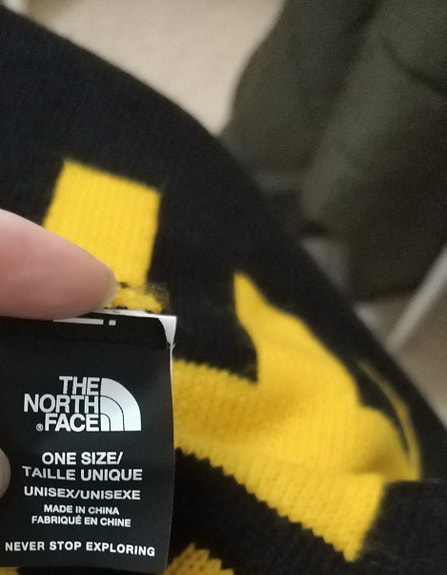 THE
NORTH
®FACE
ONE SIZE/
TAILLE UNIQUE
UNISEX/UNISEXE
MADE IN CHINA
FABRIQUÉ EN CHINE
NEVER STOP EXPLORING